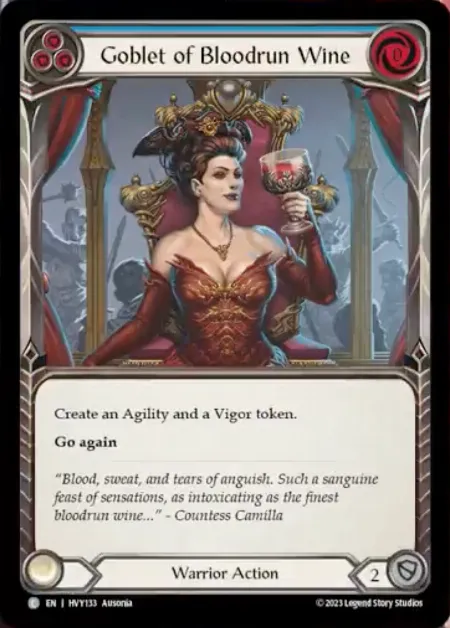 Goblet of Bloodrun Wine
0
Create an Agility and a Vigor token.
Go again
“Blood, sweat, and tears of anguish. Such a sanguine
feast of sensations, as intoxicating as the finest
bloodrun wine...” - Countess Camilla
Warrior Action
2
C EN | HVY133 Ausonia
© 2023 Legend Story Studios